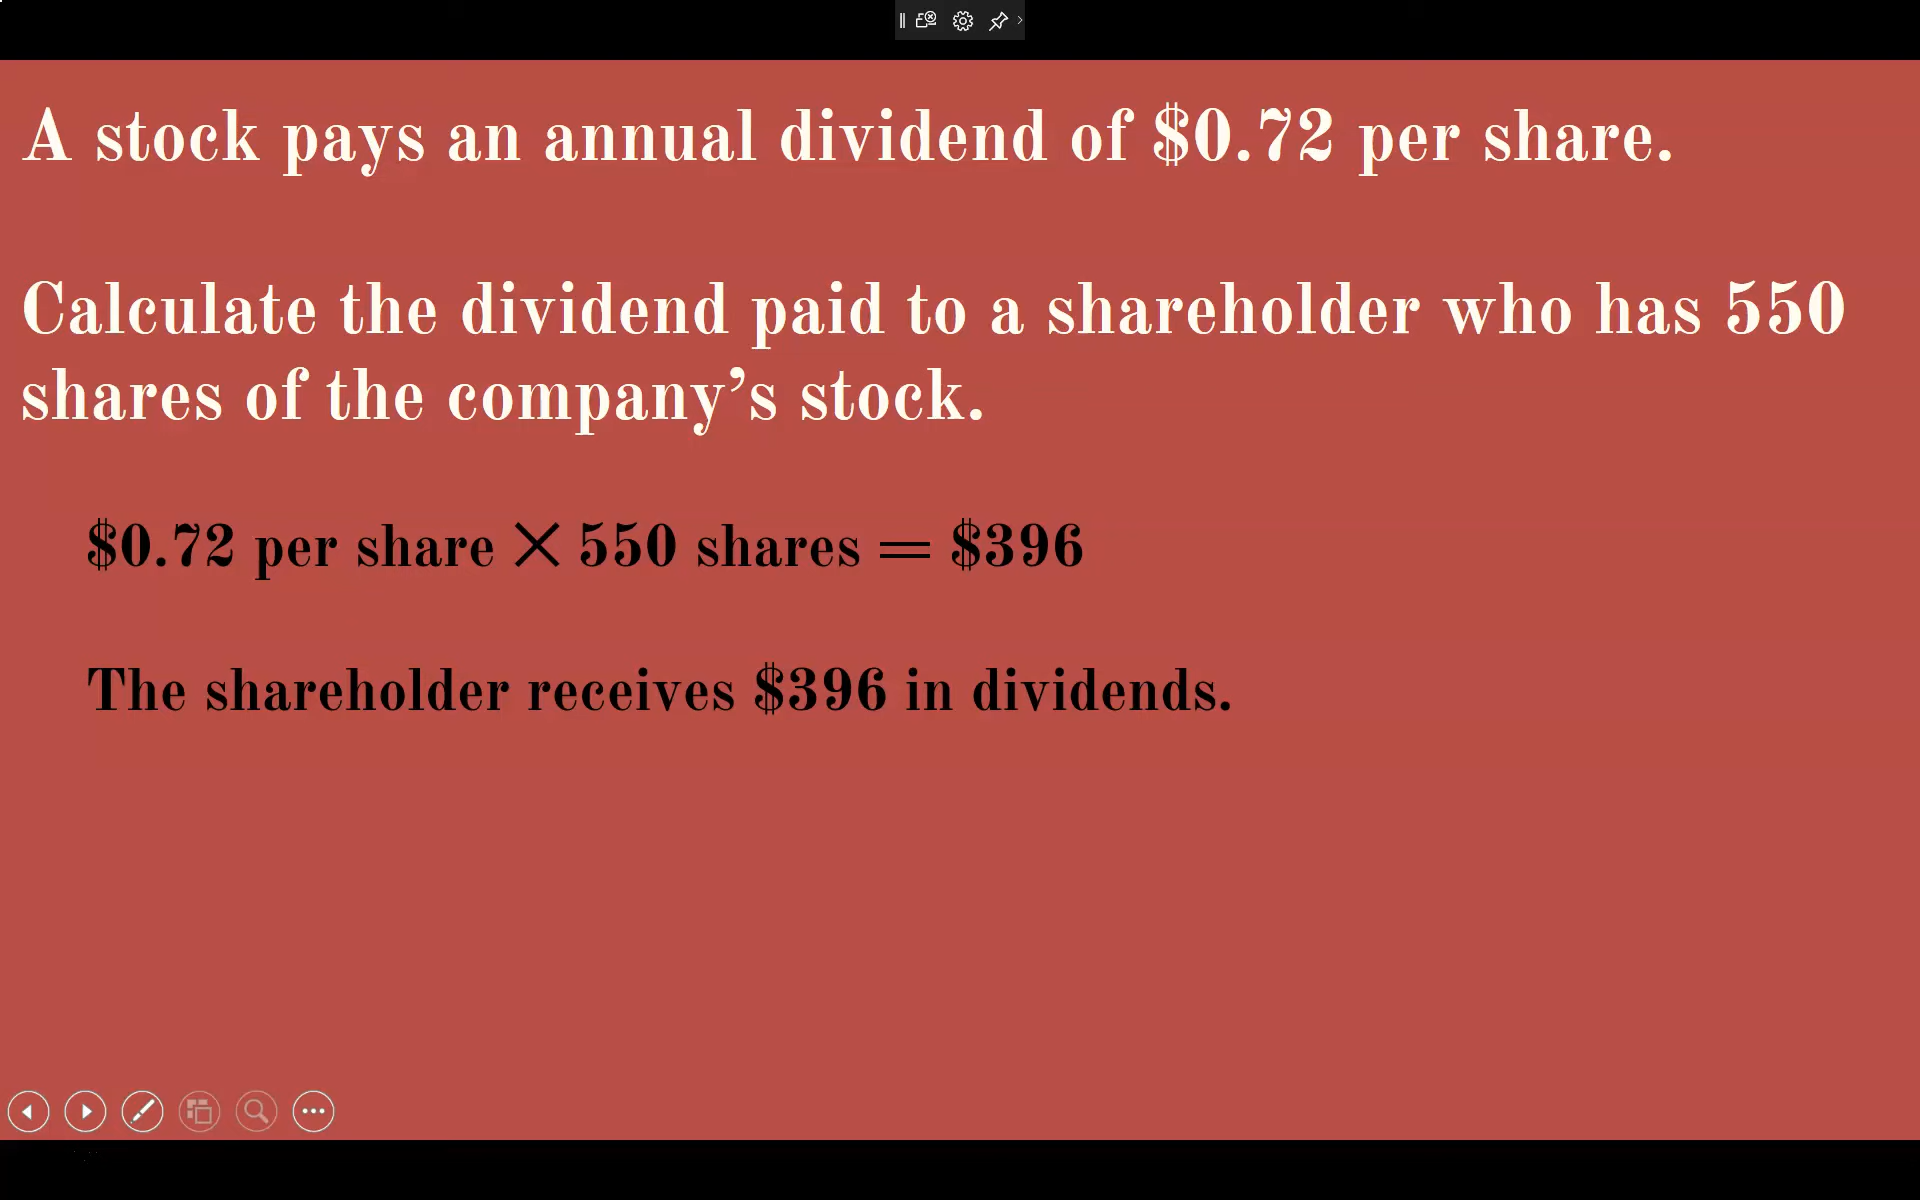 A stock pays an annual dividend of $0.72 per share.
Calculate the dividend paid to a shareholder who has 550
shares of the company’s stock.
$0.72 per share × 550 shares = $396
The shareholder receives $396 in dividends.